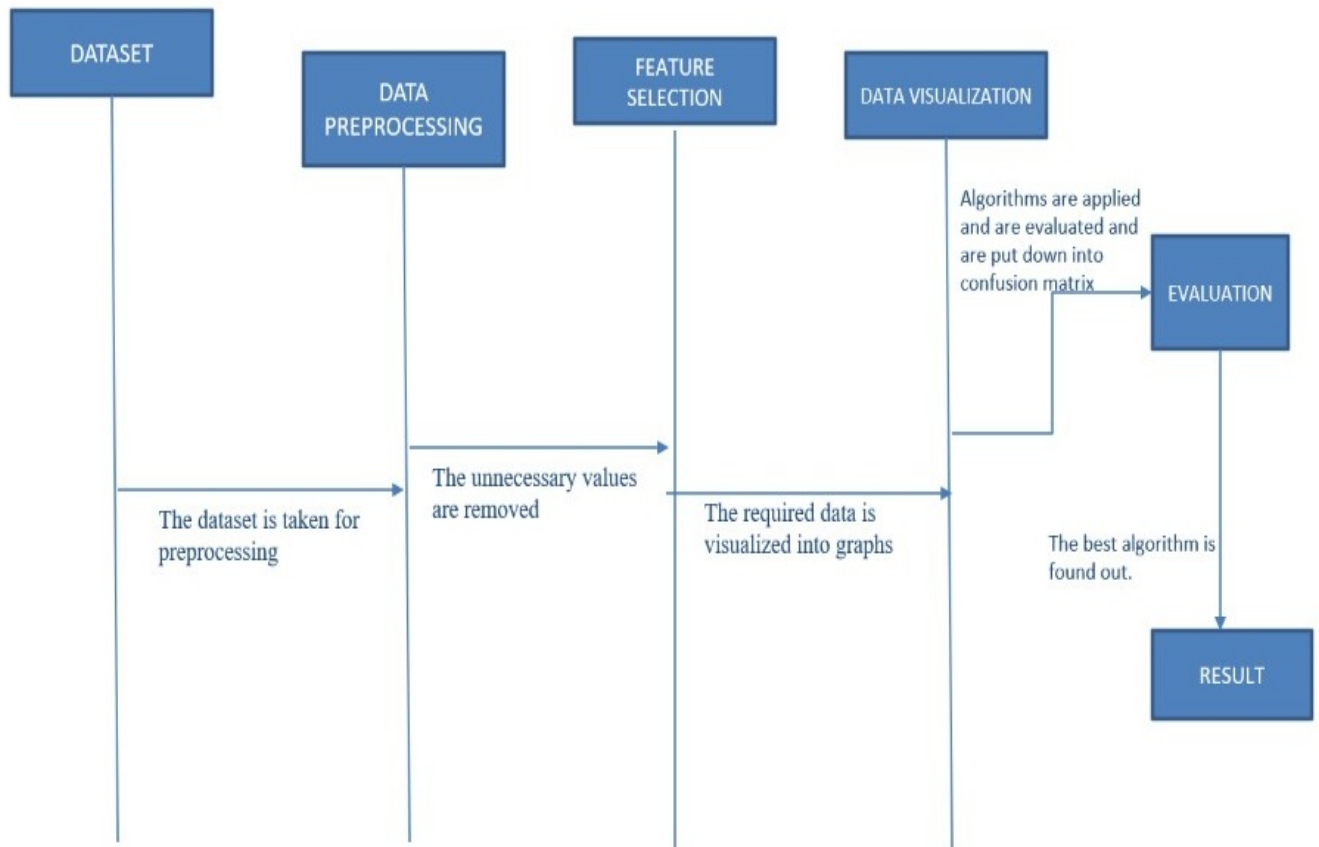 DATASET
DATA
PREPROCESSING
FEATURE
SELECTION
DATA VISUALIZATION
Algorithms are applied
and are evaluated and
are put down into
confusion matrix
EVALUATION
The dataset is taken for
preprocessing
The unnecessary values
are removed
The required data is
visualized into graphs
The best algorithm is
found out.
RESULT